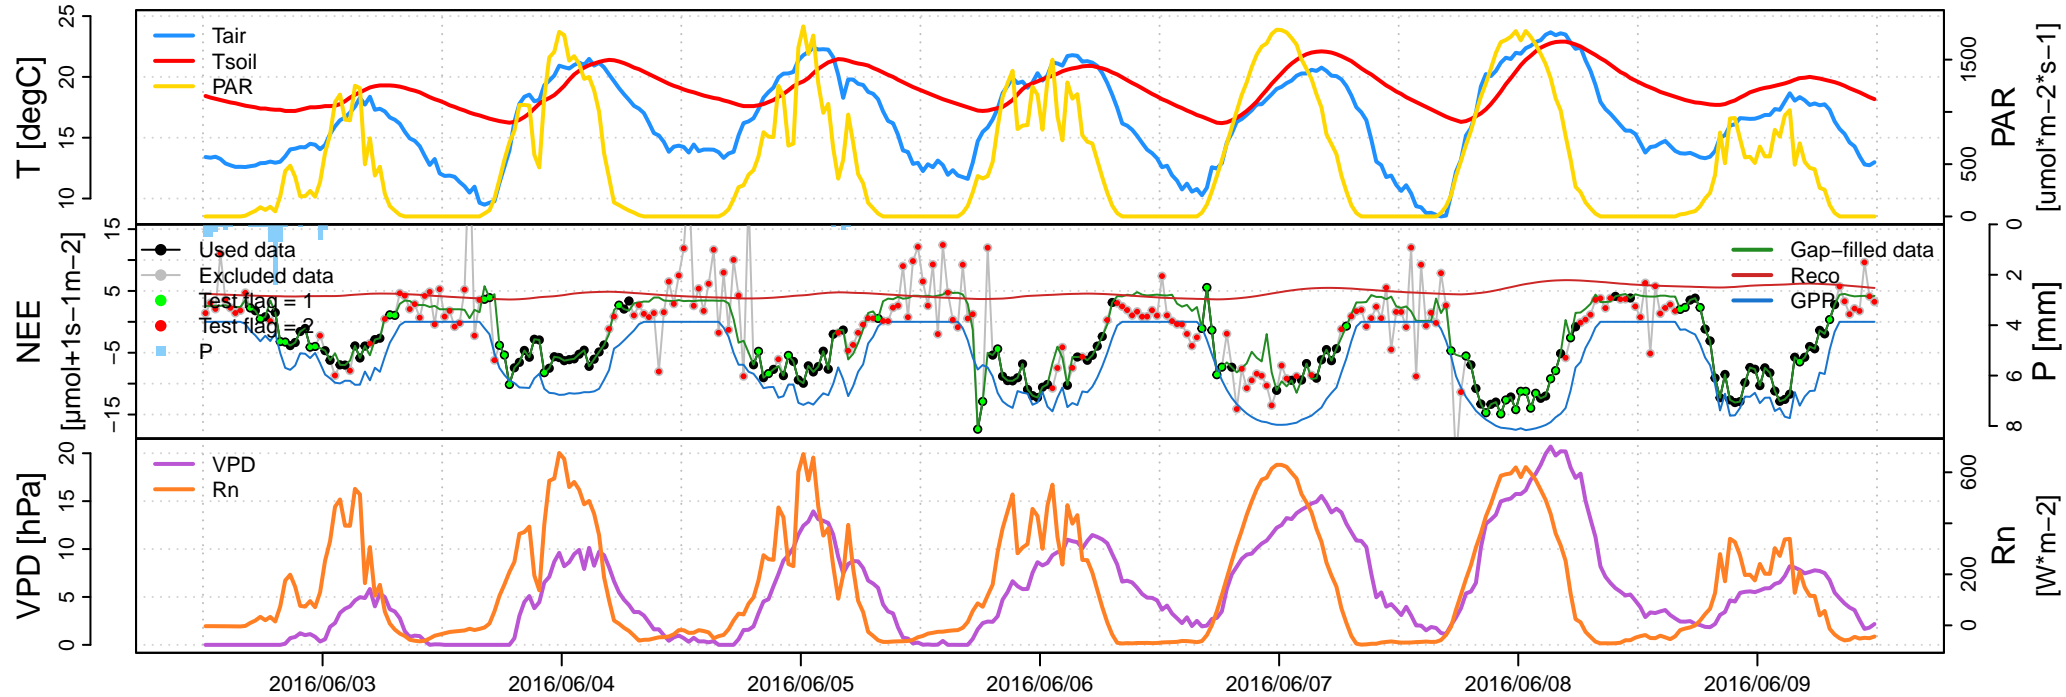 T [degC]
25
20
15
10
Tair
Tsoil
PAR
1500
500
0
PAR
[umol*m−2*s−1]
NEE
[µmol+1s−1m−2]
15
5
−5
−15
Used data
Excluded data
Test flag = 1
Test flag = 2
P
Gap−filled data
Reco
GPP
0
2
4
6
8
P [mm]
VPD [hPa]
20
15
10
5
0
VPD
Rn
600
200
0
Rn
[W*m−2]
2016/06/03
2016/06/04
2016/06/05
2016/06/06
2016/06/07
2016/06/08
2016/06/09